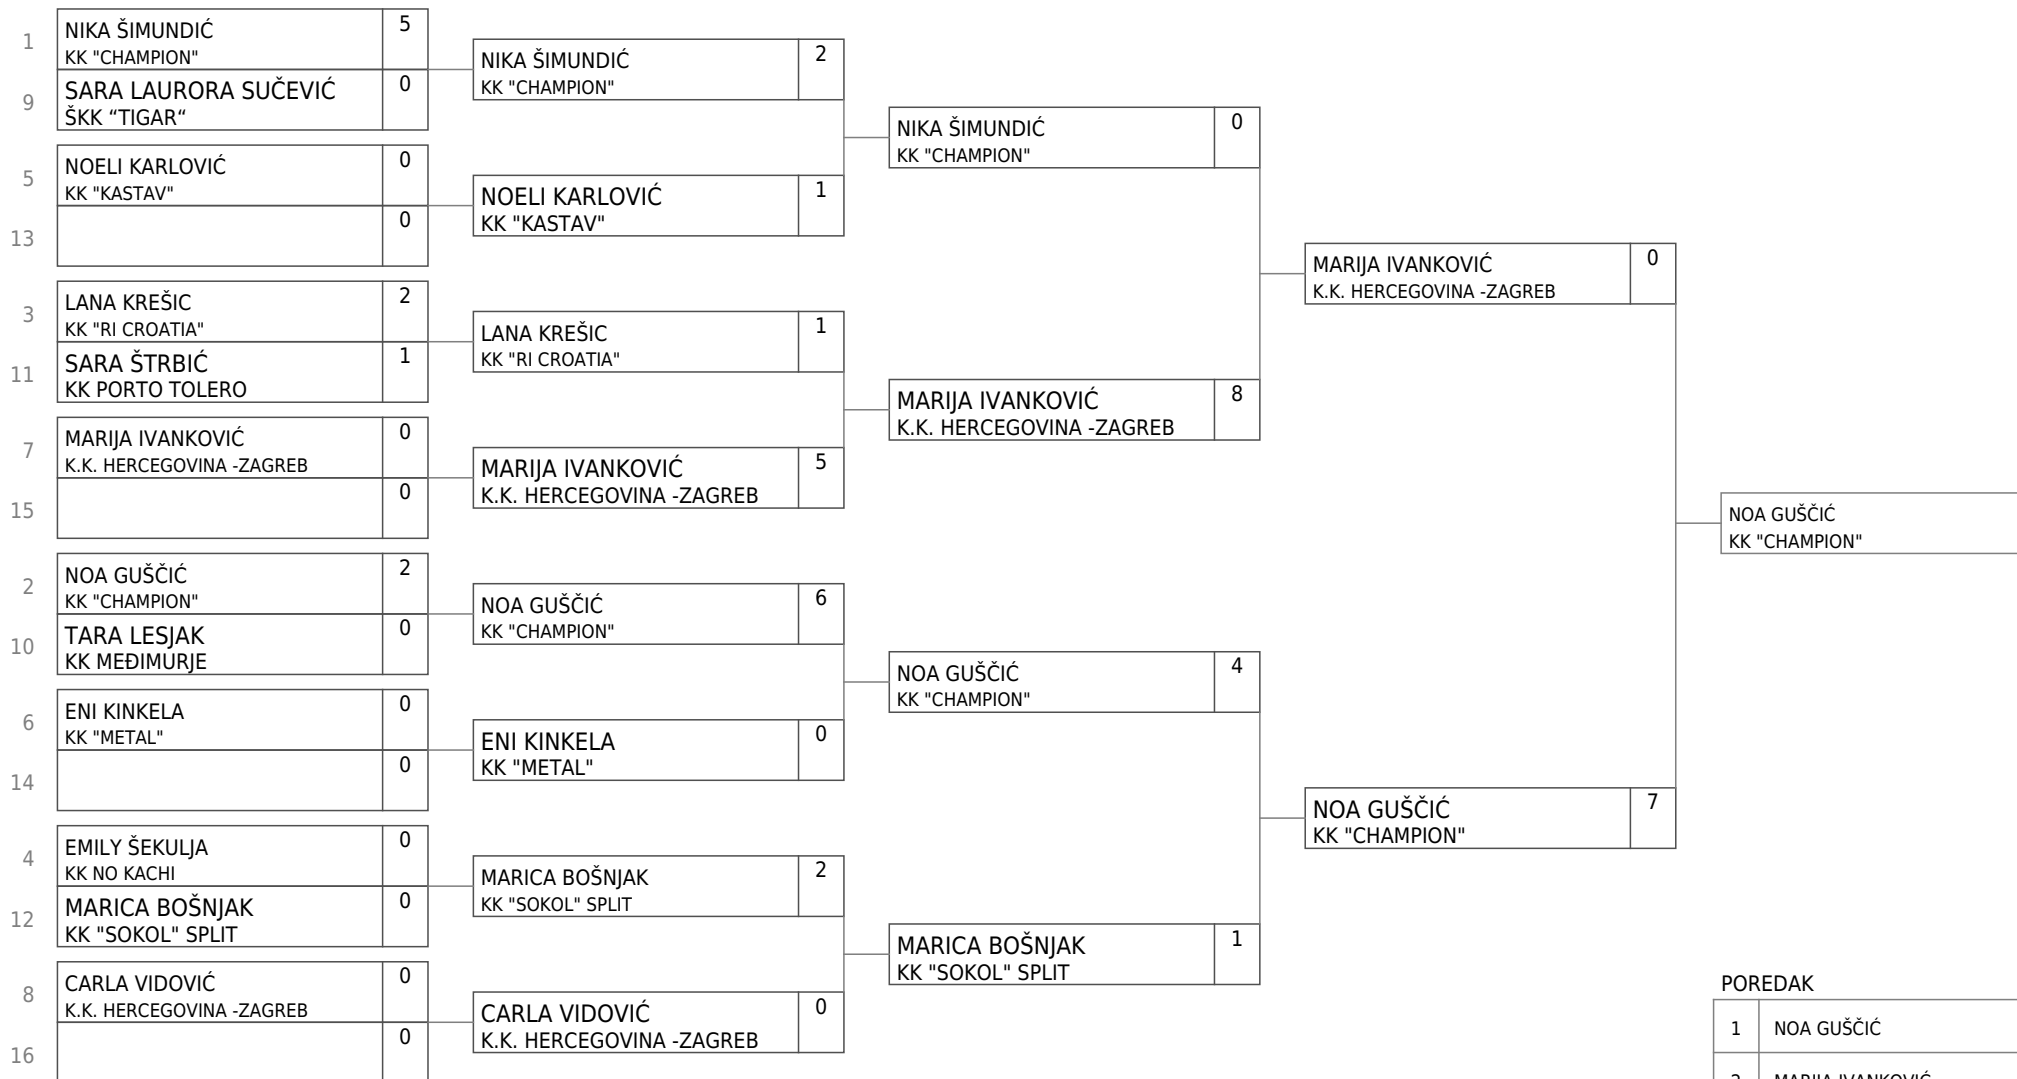 1
NIKA ŠIMUNDIĆ
KK "CHAMPION"
5
9
SARA LAURORA SUČEVIĆ
ŠKK “TIGAR“
0
5
NOELI KARLOVIĆ
KK "KASTAV"
0
13
0
3
LANA KREŠIC
KK "RI CROATIA"
2
11
SARA ŠTRBIĆ
KK PORTO TOLERO
1
7
MARIJA IVANKOVIĆ
K.K. HERCEGOVINA -ZAGREB
0
15
0
2
NOA GUŠČIĆ
KK "CHAMPION"
2
10
TARA LESJAK
KK MEĐIMURJE
0
6
ENI KINKELA
KK "METAL"
0
14
0
4
EMILY ŠEKULJA
KK NO KACHI
0
12
MARICA BOŠNJAK
KK "SOKOL" SPLIT
0
8
CARLA VIDOVIĆ
K.K. HERCEGOVINA -ZAGREB
0
16
0
NIKA ŠIMUNDIĆ
KK "CHAMPION"
2
NOELI KARLOVIĆ
KK "KASTAV"
1
LANA KREŠIC
KK "RI CROATIA"
1
MARIJA IVANKOVIĆ
K.K. HERCEGOVINA -ZAGREB
5
NOA GUŠČIĆ
KK "CHAMPION"
6
ENI KINKELA
KK "METAL"
0
MARICA BOŠNJAK
KK "SOKOL" SPLIT
2
CARLA VIDOVIĆ
K.K. HERCEGOVINA -ZAGREB
0
NIKA ŠIMUNDIĆ
KK "CHAMPION"
0
MARIJA IVANKOVIĆ
K.K. HERCEGOVINA -ZAGREB
8
NOA GUŠČIĆ
KK "CHAMPION"
4
MARICA BOŠNJAK
KK "SOKOL" SPLIT
1
MARIJA IVANKOVIĆ
K.K. HERCEGOVINA -ZAGREB
0
NOA GUŠČIĆ
KK "CHAMPION"
7
NOA GUŠČIĆ
KK "CHAMPION"
POREDAK
1 NOA GUŠČIĆ
2 MARIJA IVANKOVIĆ